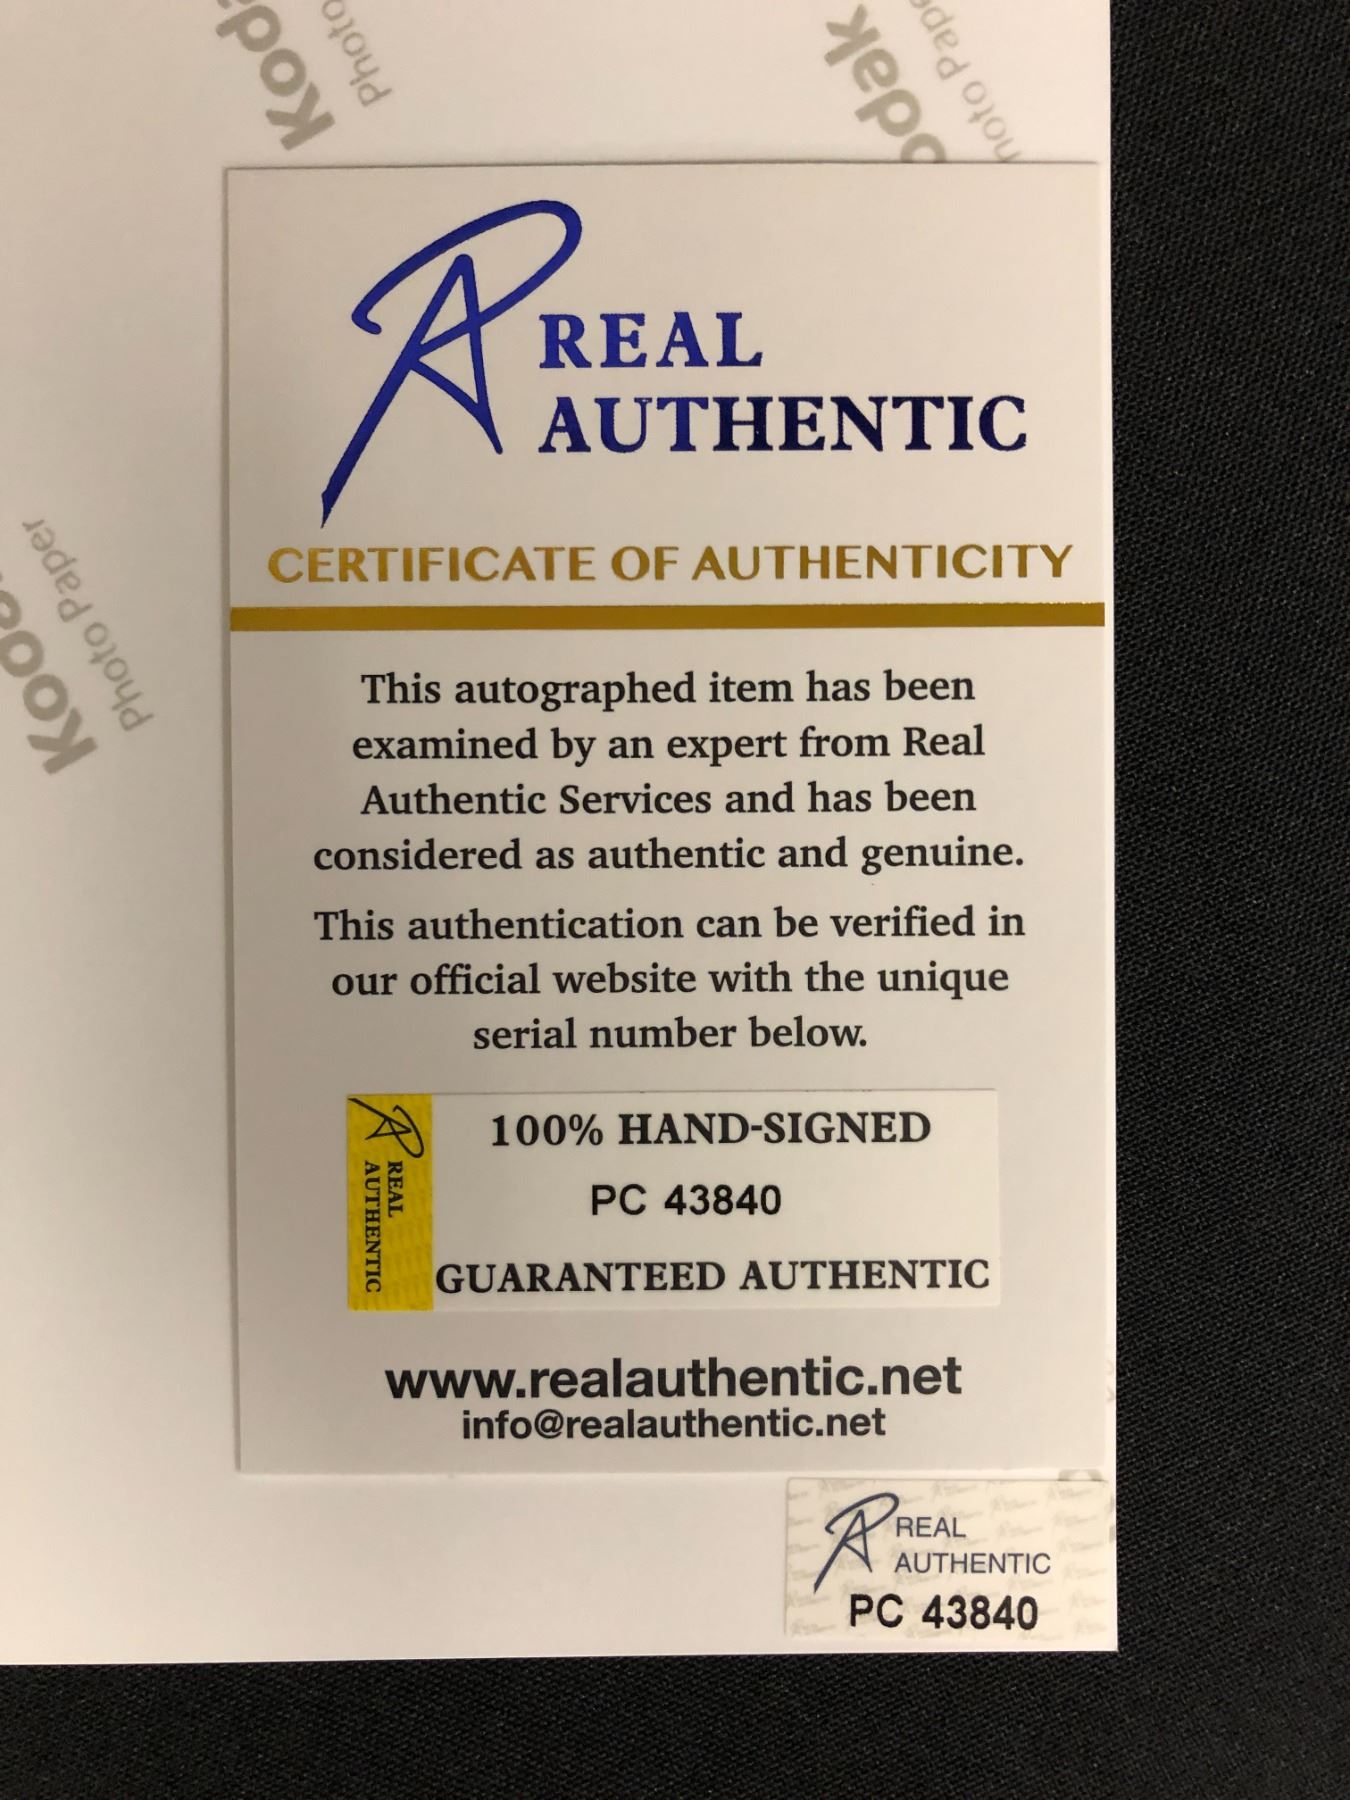 Kodak
Photo
Kodak
Photo Paper
REAL
AUTHENTIC
CERTIFICATE OF AUTHENTICITY
Kodak
Photo Paper
This autographed item has been
examined by an expert from Real
Authentic Services and has been
considered as authentic and genuine.
This authentication can be verified in
our official website with the unique
serial number below.
REAL
AUTHENTIC
100% HAND-SIGNED
PC 43840
GUARANTEED AUTHENTIC
www.realauthentic.net
info@realauthentic.net
REAL
AUTHENTIC
PC 43840